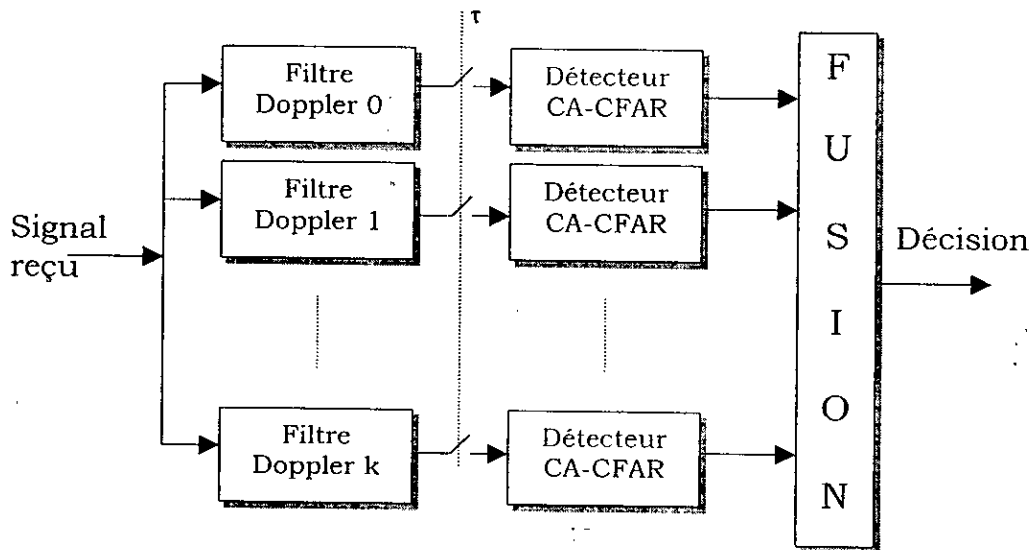 τ
Filtre
Doppler 0
Détecteur
CA-CFAR
Filtre
Doppler 1
Détecteur
CA-CFAR
Signal
reçu
Filtre
Doppler k
Détecteur
CA-CFAR
F
U
S
I
O
N
Décision